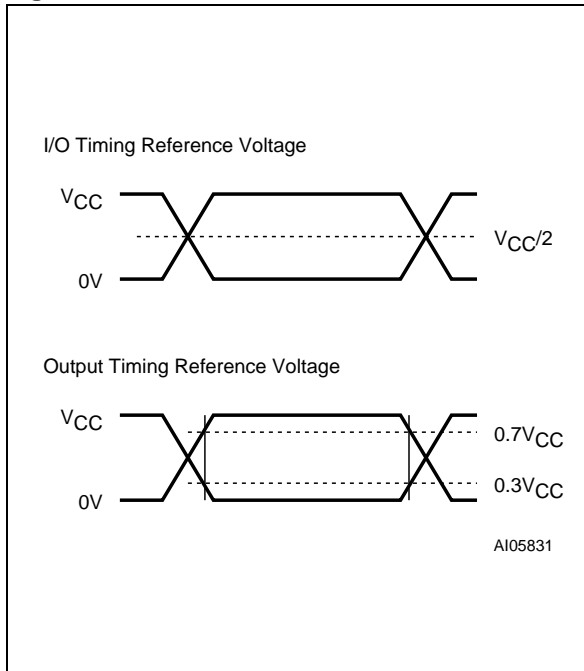 I/O Timing Reference Voltage
VCC
VCC/2
0V
Output Timing Reference Voltage
VCC
0.7VCC
0.3VCC
0V
AI05831